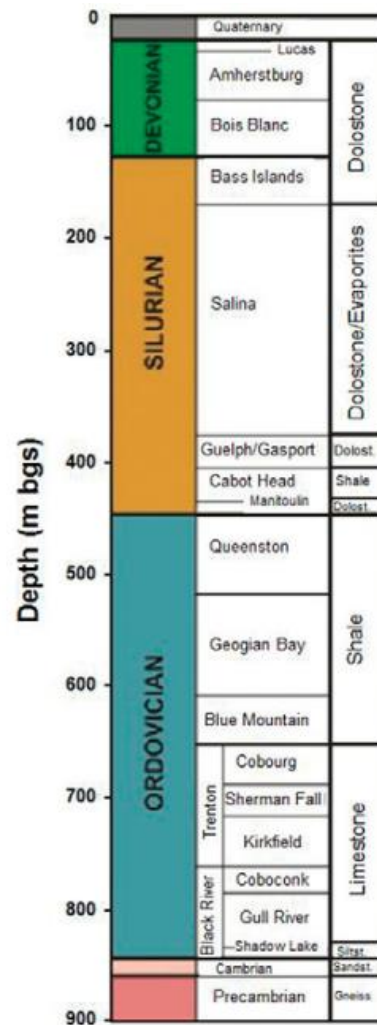 0
Quaternary
Lucas
DEVONIAN
Amherstburg
100
Bois Blanc
Dolostone
Bass Islands
200
SILURIAN
Salina
Dolostone/Evaporites
300
Guelph/Gasport
Dolost.
400
Cabot Head
Shale
Manitoulin
Dolost.
Depth (m bgs)
Queenston
500
Geogian Bay
Shale
600
ORDOVICIAN
Blue Mountain
Cobourg
700
Trenton
Sherman Fall
Kirkfield
Limestone
Coboconk
800
Black River
Gull River
Shadow Lake
Siltst.
Cambrian
Sandst.
Precambrian
Gneiss
900